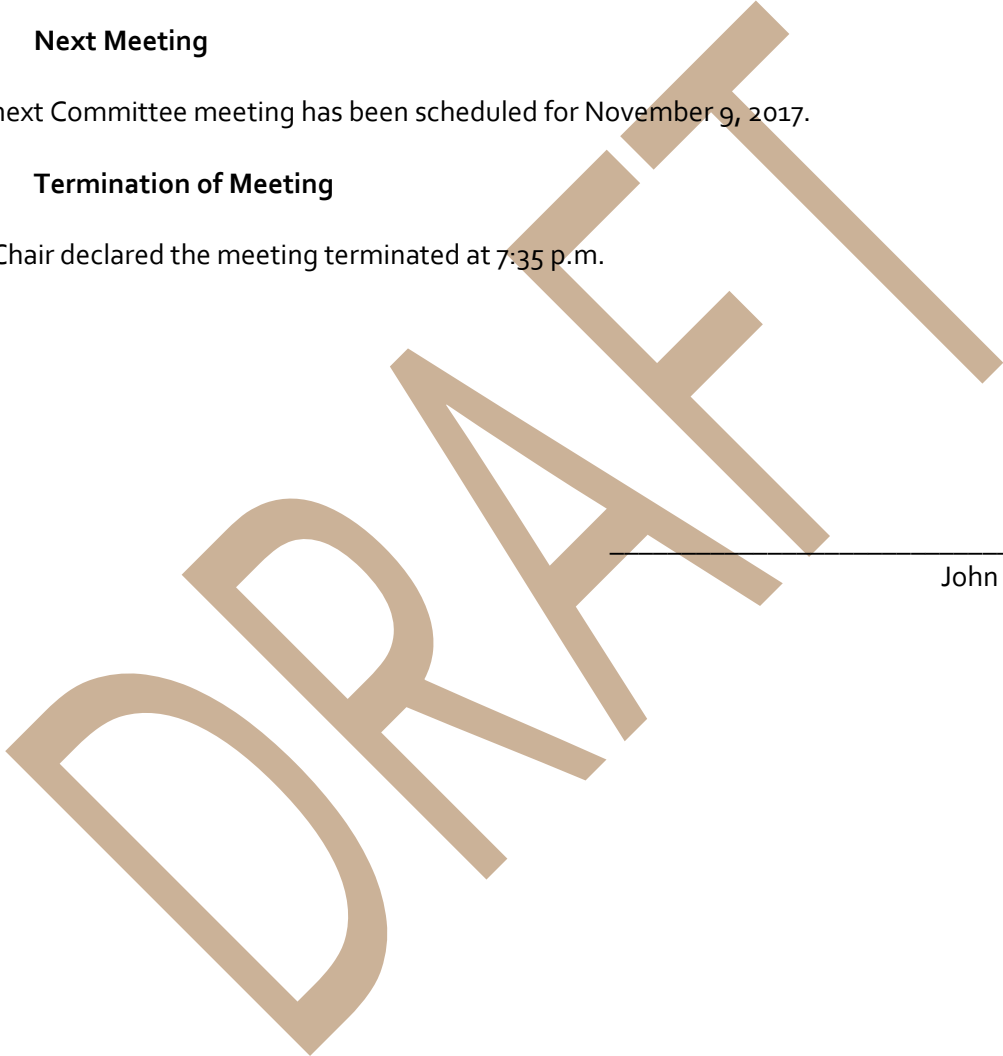 Next Meeting
next Committee meeting has been scheduled for November 9, 2017.
Termination of Meeting
Chair declared the meeting terminated at 7:35 p.m.
John
DRAFT